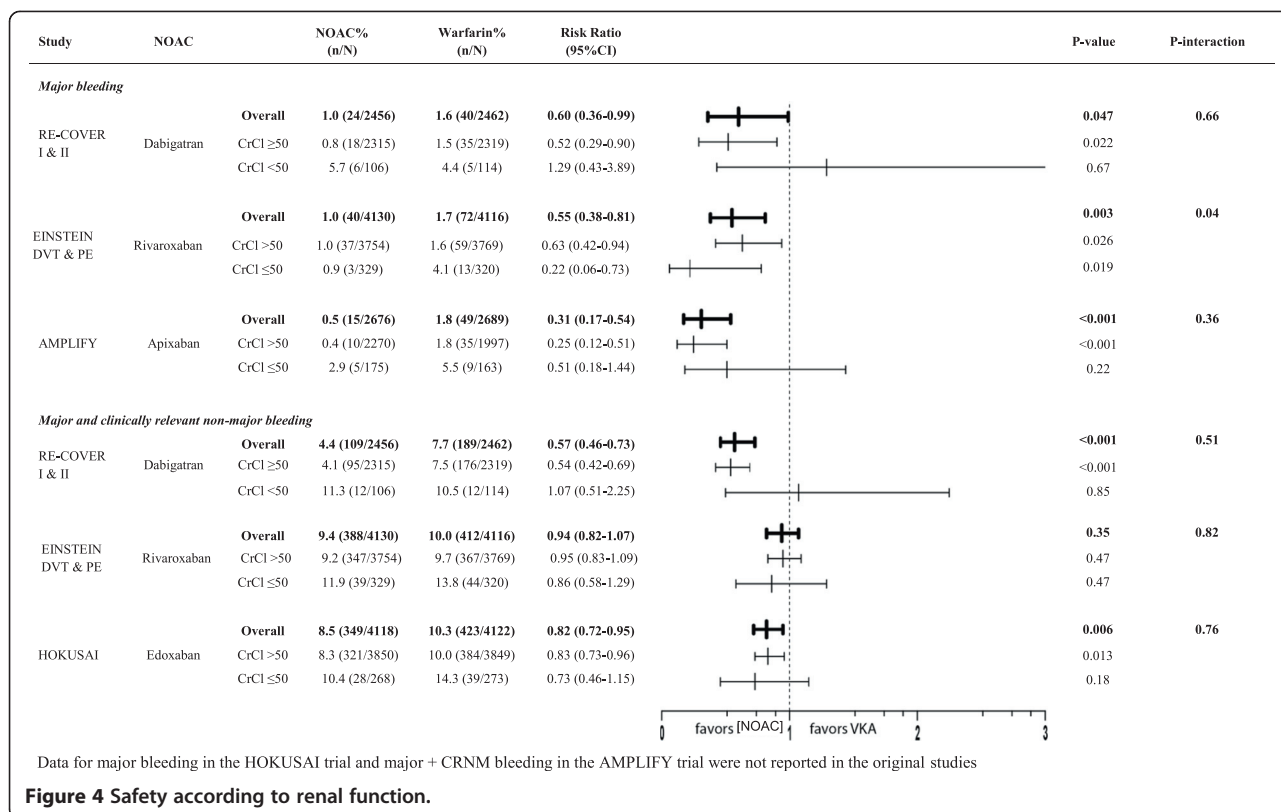 Study NOAC NOAC% (n/N) Warfarin% (n/N) Risk Ratio (95%CI) P-value P-interaction
Major bleeding
RE-COVER I & II Dabigatran Overall 1.0 (24/2456) 1.6 (40/2462) 0.60 (0.36-0.99) 0.047 0.66
CrCl ≥50 0.8 (18/2315) 1.5 (35/2319) 0.52 (0.29-0.90) 0.022
CrCl <50 5.7 (6/106) 4.4 (5/114) 1.29 (0.43-3.89) 0.67
EINSTEIN DVT & PE Rivaroxaban Overall 1.0 (40/4130) 1.7 (72/4116) 0.55 (0.38-0.81) 0.003 0.04
CrCl >50 1.0 (37/3754) 1.6 (59/3769) 0.63 (0.42-0.94) 0.026
CrCl ≤50 0.9 (3/329) 4.1 (13/320) 0.22 (0.06-0.73) 0.019
AMPLIFY Apixaban Overall 0.5 (15/2676) 1.8 (49/2689) 0.31 (0.17-0.54) <0.001 0.36
CrCl >50 0.4 (10/2270) 1.8 (35/1997) 0.25 (0.12-0.51) <0.001
CrCl ≤50 2.9 (5/175) 5.5 (9/163) 0.51 (0.18-1.44) 0.22
Major and clinically relevant non-major bleeding
RE-COVER I & II Dabigatran Overall 4.4 (109/2456) 7.7 (189/2462) 0.57 (0.46-0.73) <0.001 0.51
CrCl ≥50 4.1 (95/2315) 7.5 (176/2319) 0.54 (0.42-0.69) <0.001
CrCl <50 11.3 (12/106) 10.5 (12/114) 1.07 (0.51-2.25) 0.85
EINSTEIN DVT & PE Rivaroxaban Overall 9.4 (388/4130) 10.0 (412/4116) 0.94 (0.82-1.07) 0.35 0.82
CrCl >50 9.2 (347/3754) 9.7 (367/3769) 0.95 (0.83-1.09) 0.47
CrCl ≤50 11.9 (39/329) 13.8 (44/320) 0.86 (0.58-1.29) 0.47
HOKUSAI Edoxaban Overall 8.5 (349/4118) 10.3 (423/4122) 0.82 (0.72-0.95) 0.006 0.76
CrCl >50 8.3 (321/3850) 10.0 (384/3849) 0.83 (0.73-0.96) 0.013
CrCl ≤50 10.4 (28/268) 14.3 (39/273) 0.73 (0.46-1.15) 0.18
0 favors [NOAC] 1 favors VKA 2 3
Data for major bleeding in the HOKUSAI trial and major + CRNM bleeding in the AMPLIFY trial were not reported in the original studies
Figure 4 Safety according to renal function.